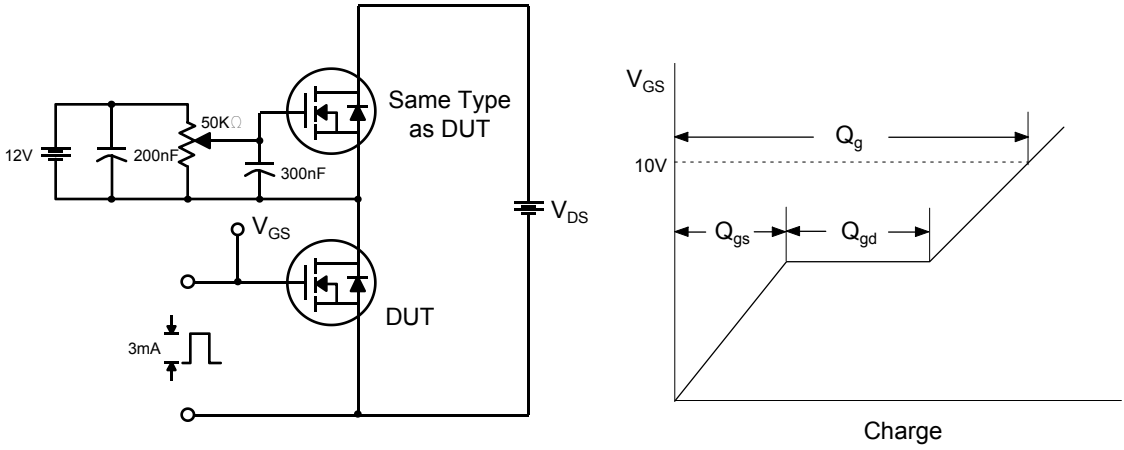 12V
200nF
50KΩ
300nF
Same Type
as DUT
VDS
VGS
DUT
3mA
VGS
10V
Qg
Qgs
Qgd
Charge